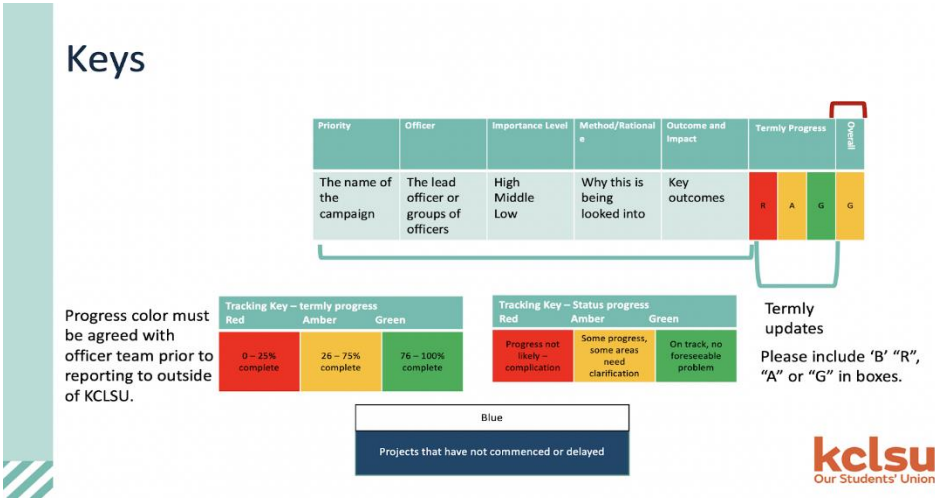 Keys
Priority
Officer
Importance Level
Method/Rational
e
Outcome and
Impact
Termly Progress
Overall
The name of
the
campaign
The lead
officer or
groups of
officers
High
Middle
Low
Why this is
being
looked into
Key
outcomes
R
A
G
G
Progress color must
be agreed with
officer team prior to
reporting to outside
of KCLSU.
Tracking Key – termly progress
Red Amber Green
0 – 25%
complete
26 – 75%
complete
76 – 100%
complete
Tracking Key – Status progress
Red Amber Green
Progress not
likely –
complication
Some progress,
some areas
need
clarification
On track, no
foreseeable
problem
Termly
updates
Please include ‘B’ “R”,
“A” or “G” in boxes.
Blue
Projects that have not commenced or delayed
kclsu
Our Students' Union